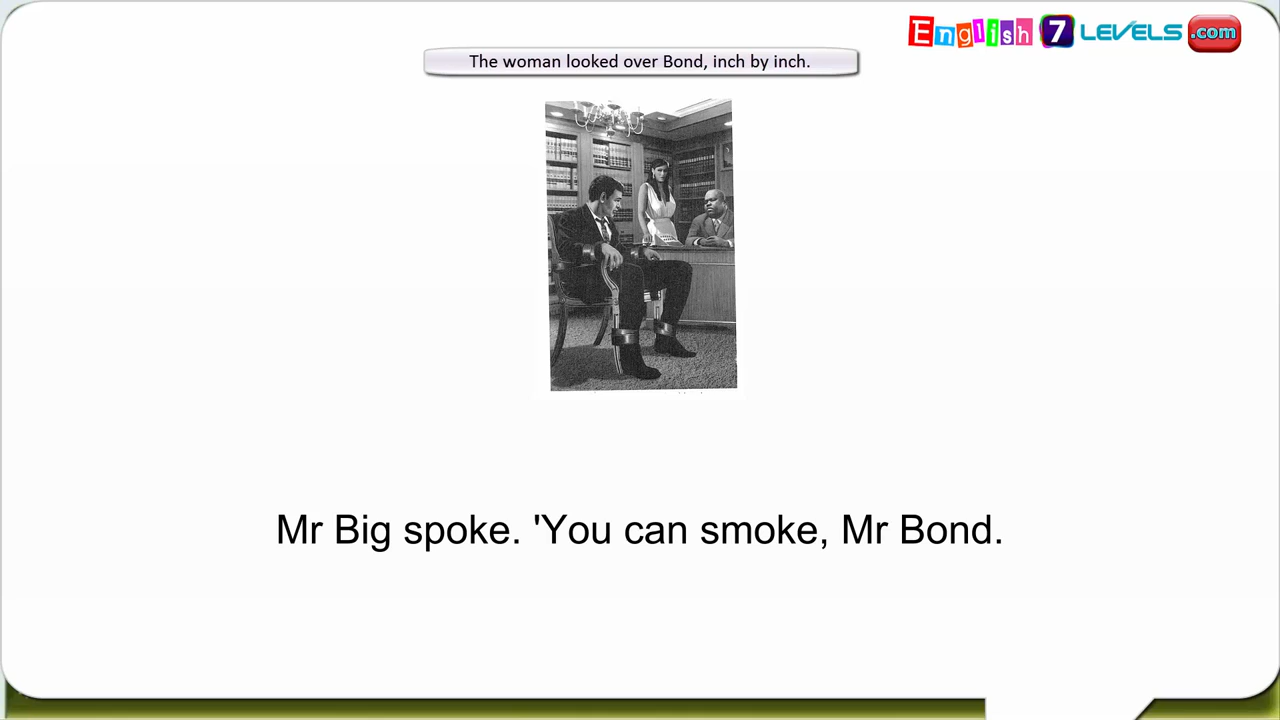 English 7 LEVELS .com
The woman looked over Bond, inch by inch.
Mr Big spoke. 'You can smoke, Mr Bond.